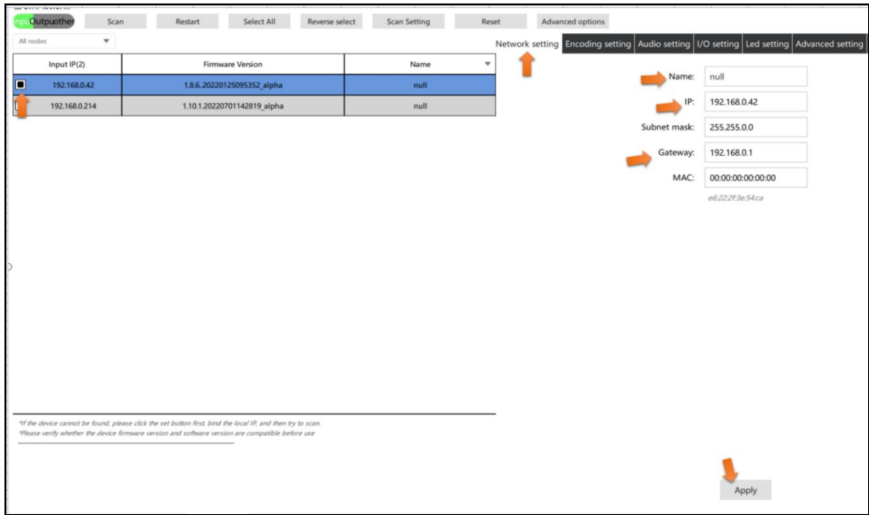 Outputother Scan Restart Select All Reverse select Scan Setting Reset Advanced options
All nodes
Network setting Encoding setting Audio setting I/O setting Led setting Advanced setting
Input IP(2) Firmware Version Name
192.168.0.42 1.8.6..20220125095352_alpha null
192.168.0.214 1.10.1.20220701142819_alpha null
Name: null
IP: 192.168.0.42
Subnet mask: 255.255.0.0
Gateway: 192.168.0.1
MAC: 00:00:00:00:00:00
e6:22:2f:3e:54:ca
*If the device cannot be found, please click the set button first, bind the local IP, and then try to scan.
*Please verify whether the device firmware version and software version are compatible before use
Apply